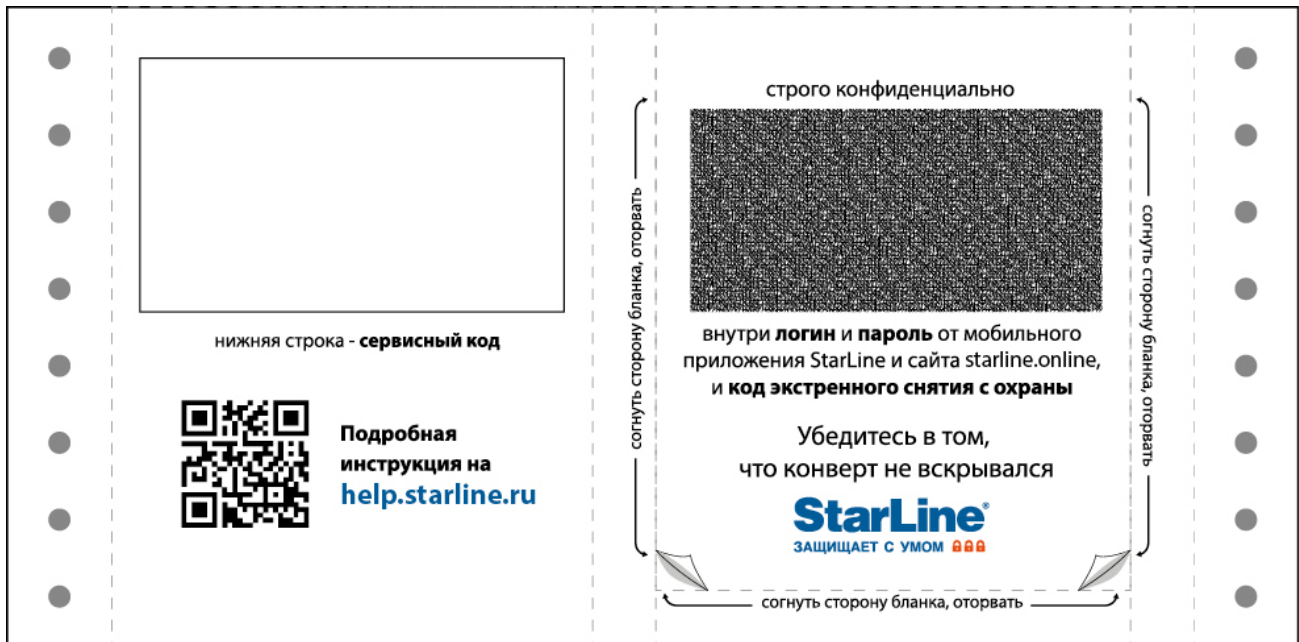 нижняя строка - сервисный код
Подробная
инструкция на
help.starline.ru
согнуть сторону бланка, оторвать
строго конфиденциально
внутри логин и пароль от мобильного
приложения StarLine и сайта starline.online,
и код экстренного снятия с охраны
Убедитесь в том,
что конверт не вскрывался
StarLine®
ЗАЩИЩАЕТ С УМОМ
согнуть сторону бланка, оторвать
согнуть сторону бланка, оторвать